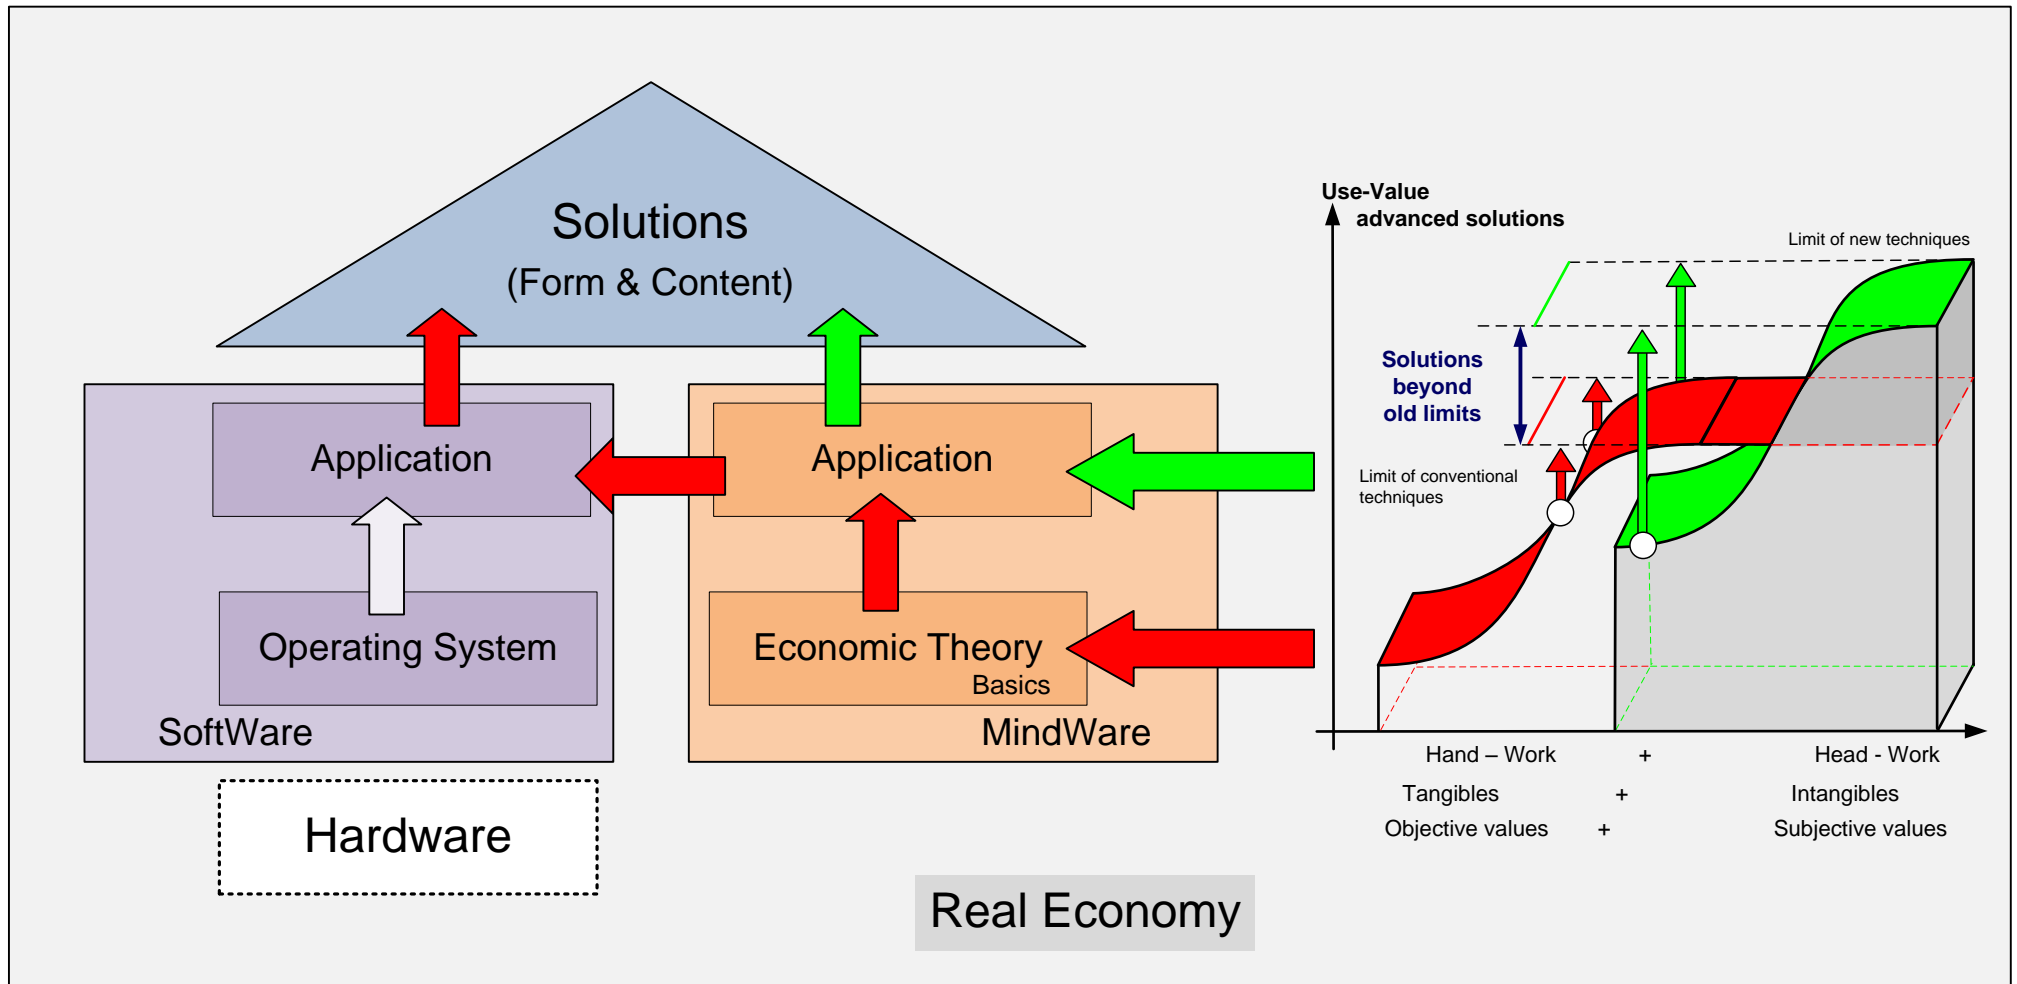 Solutions
(Form & Content)
Application
Operating System
SoftWare
Hardware
Application
Economic Theory
Basics
MindWare
Real Economy
Use-Value
advanced solutions
Limit of new techniques
Solutions
beyond
old limits
Limit of conventional
techniques
Hand – Work + Head - Work
Tangibles + Intangibles
Objective values + Subjective values